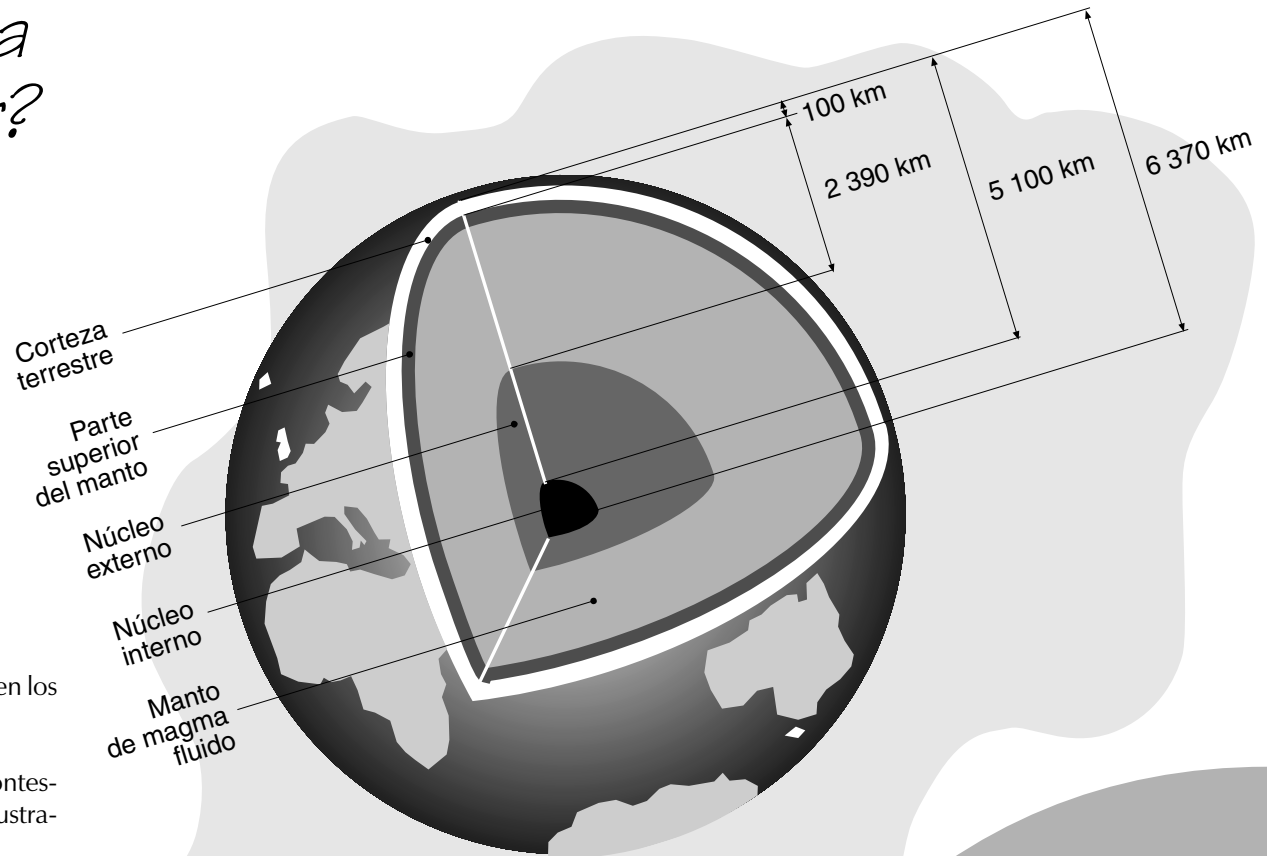 a
r?
100 km
2 390 km
5 100 km
6 370 km
Corteza
terrestre
Parte
superior
del manto
Núcleo
externo
Núcleo
interno
Manto
de magma
fluido
en los
ontes-
ustra-